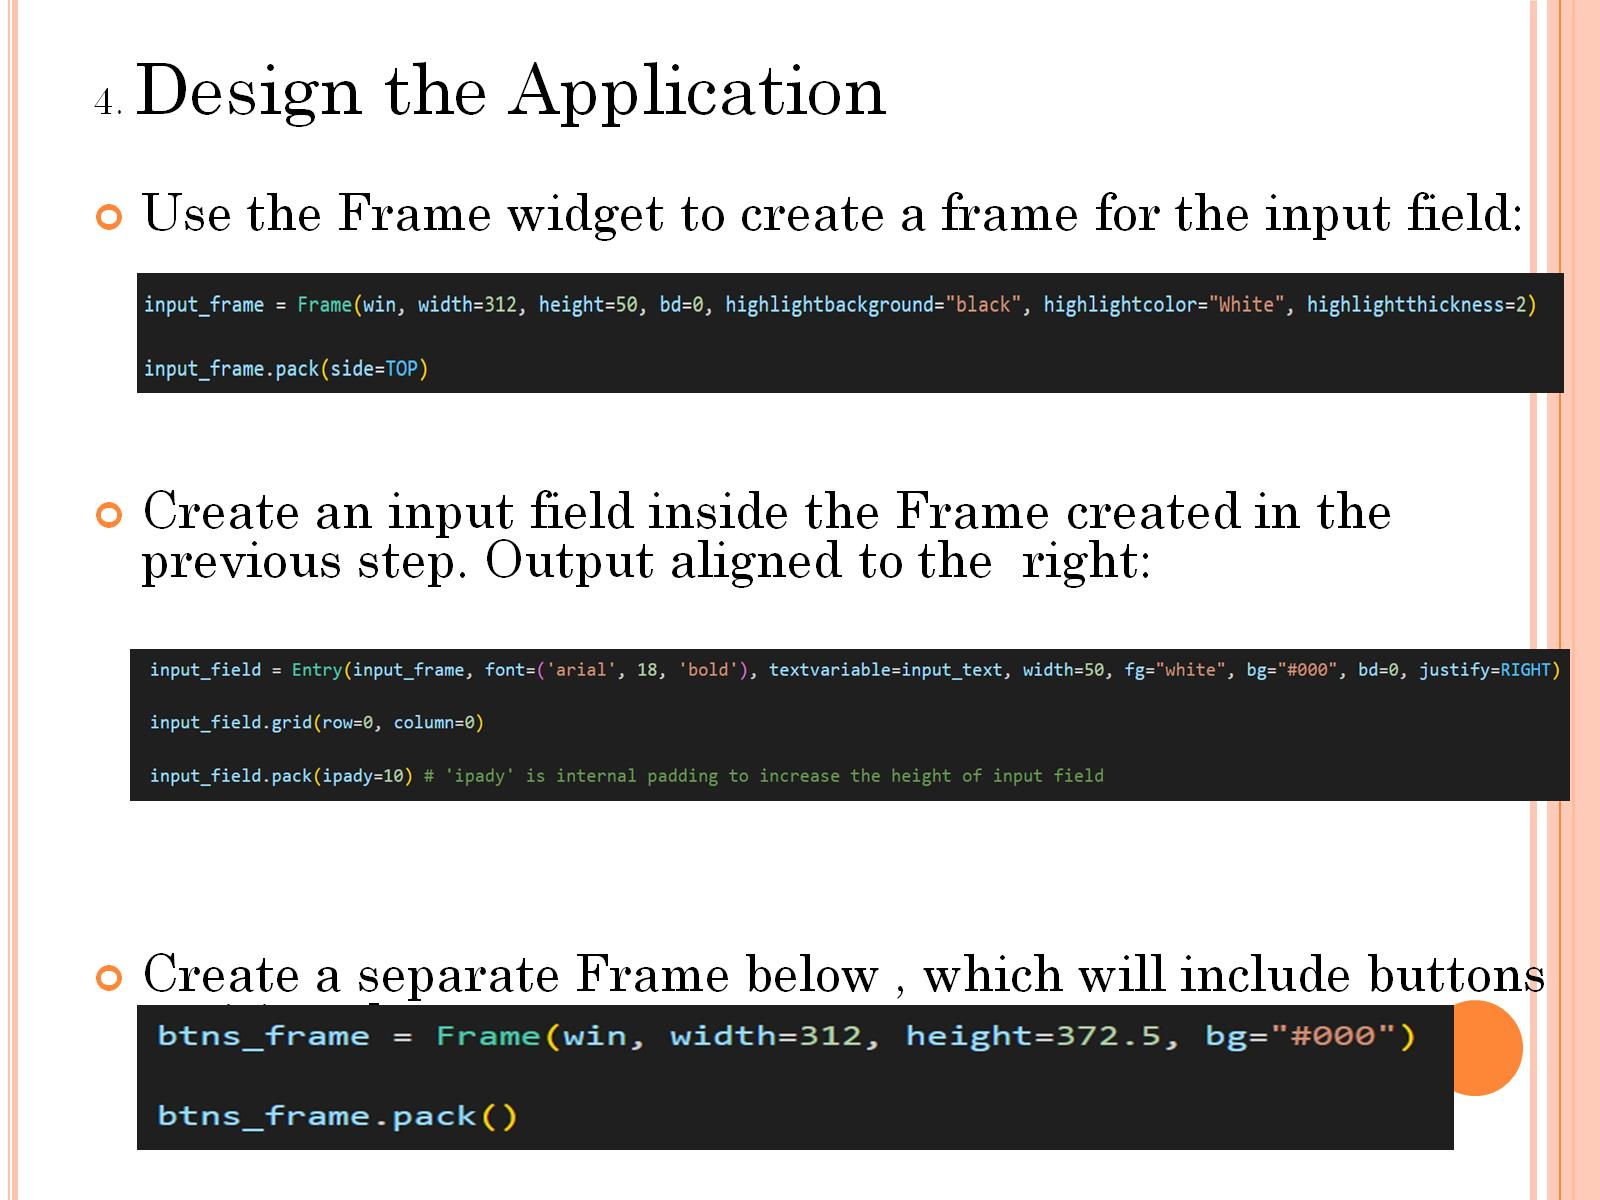 4. Design the Application
Use the Frame widget to create a frame for the input field:
input_frame = Frame(win, width=312, height=50, bd=0, highlightbackground="black", highlightcolor="White", highlightthickness=2)
input_frame.pack(side=TOP)
Create an input field inside the Frame created in the
previous step. Output aligned to the  right:
input_field = Entry(input_frame, font=('arial', 18, 'bold'), textvariable=input_text, width=50, fg="white", bg="#000", bd=0, justify=RIGHT)
input_field.grid(row=0, column=0)
input_field.pack(ipady=10) # 'ipady' is internal padding to increase the height of input field
Create a separate Frame below , which will include buttons
btns_frame = Frame(win, width=312, height=372.5, bg="#000")
btns_frame.pack()